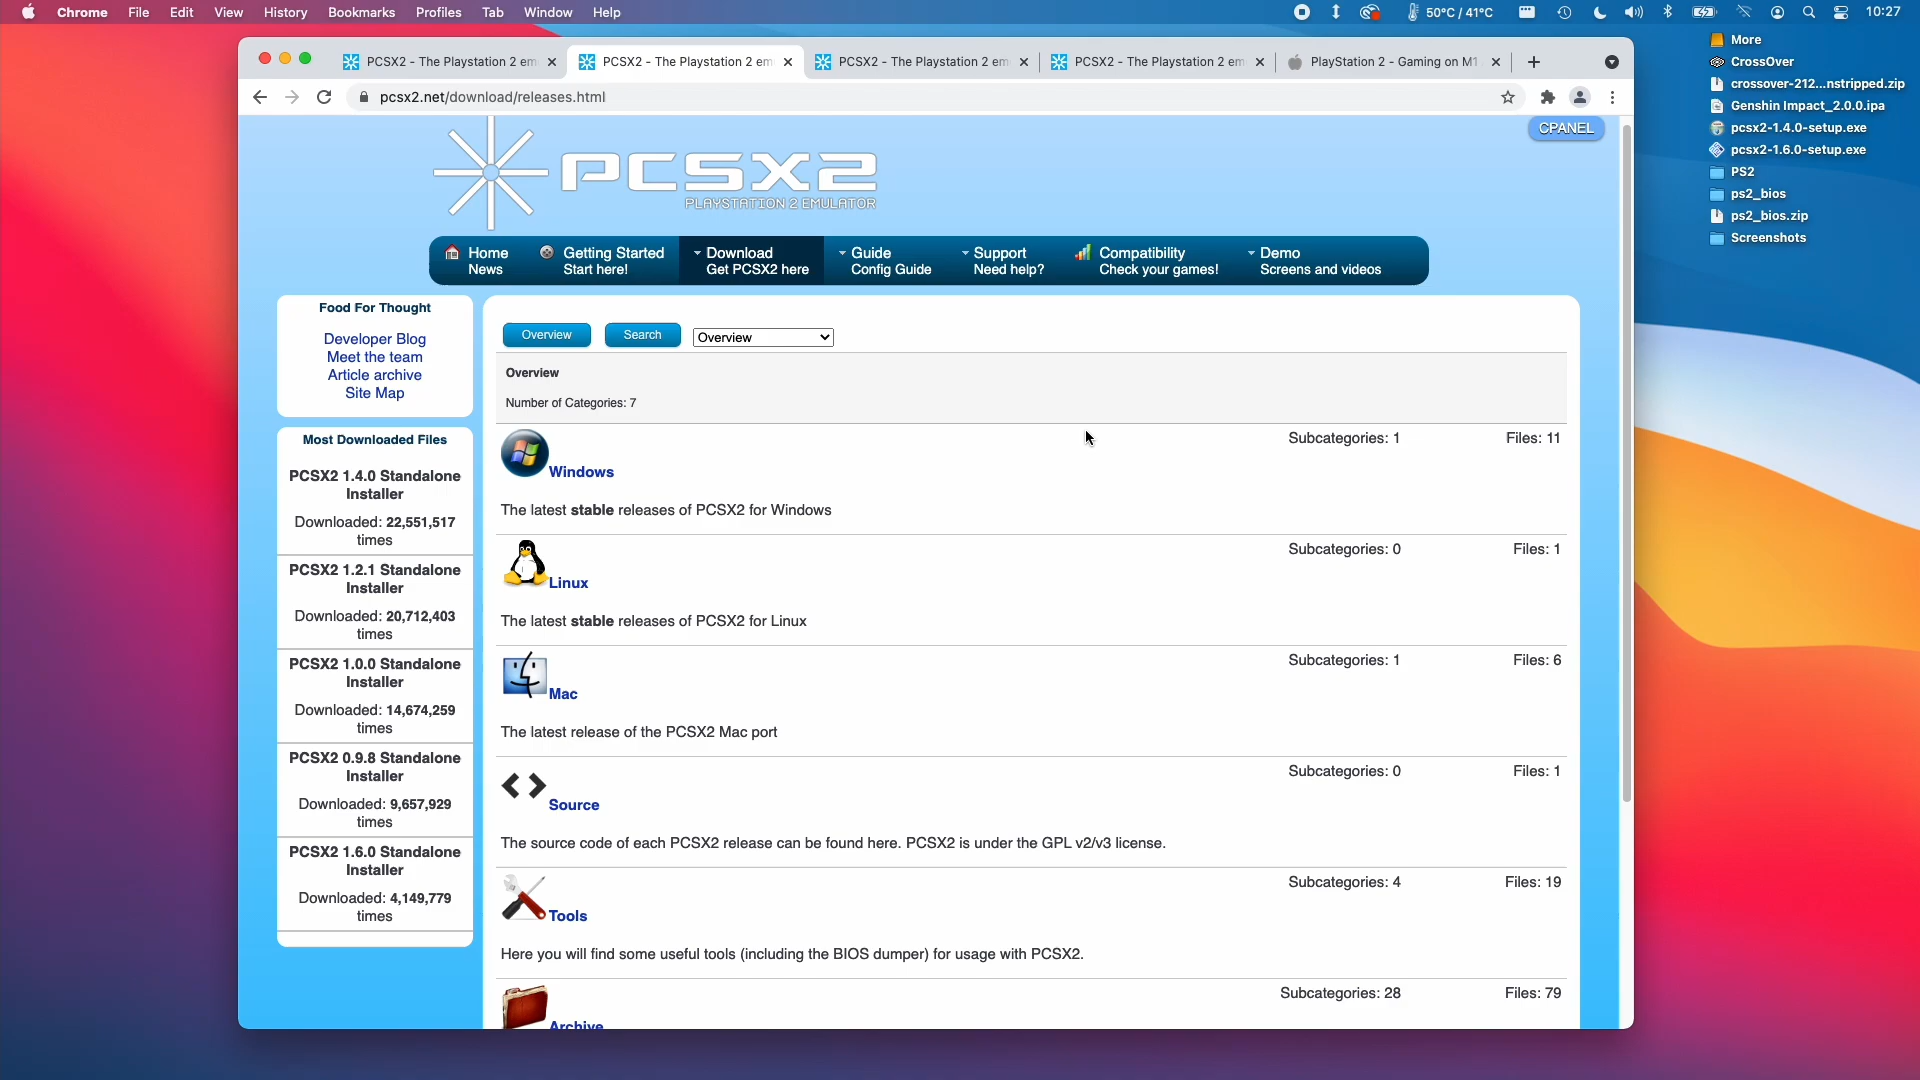 Chrome File Edit View History Bookmarks Profiles Tab Window Help
50°C / 41°C
10:27
PCSX2 - The Playstation 2 em
PCSX2 - The Playstation 2 em
PCSX2 - The Playstation 2 em
PCSX2 - The Playstation 2 em
PlayStation 2 - Gaming on M1
pcsx2.net/download/releases.html
More
CrossOver
crossover-212...nstripped.zip
Genshin Impact_2.0.0.ipa
pcsx2-1.4.0-setup.exe
pcsx2-1.6.0-setup.exe
PS2
ps2_bios
ps2_bios.zip
Screenshots
CPANEL
PCSX2
PLAYSTATION 2 EMULATOR
Home
News
Getting Started
Start here!
Download
Get PCSX2 here
Guide
Config Guide
Support
Need help?
Compatibility
Check your games!
Demo
Screens and videos
Food For Thought
Developer Blog
Meet the team
Article archive
Site Map
Most Downloaded Files
PCSX2 1.4.0 Standalone
Installer
Downloaded: 22,551,517
times
PCSX2 1.2.1 Standalone
Installer
Downloaded: 20,712,403
times
PCSX2 1.0.0 Standalone
Installer
Downloaded: 14,674,259
times
PCSX2 0.9.8 Standalone
Installer
Downloaded: 9,657,929
times
PCSX2 1.6.0 Standalone
Installer
Downloaded: 4,149,779
times
Overview Search Overview
Overview
Number of Categories: 7
Windows Subcategories: 1 Files: 11
The latest stable releases of PCSX2 for Windows
Linux Subcategories: 0 Files: 1
The latest stable releases of PCSX2 for Linux
Mac Subcategories: 1 Files: 6
The latest release of the PCSX2 Mac port
Source Subcategories: 0 Files: 1
The source code of each PCSX2 release can be found here. PCSX2 is under the GPL v2/v3 license.
Tools Subcategories: 4 Files: 19
Here you will find some useful tools (including the BIOS dumper) for usage with PCSX2.
Archive Subcategories: 28 Files: 79